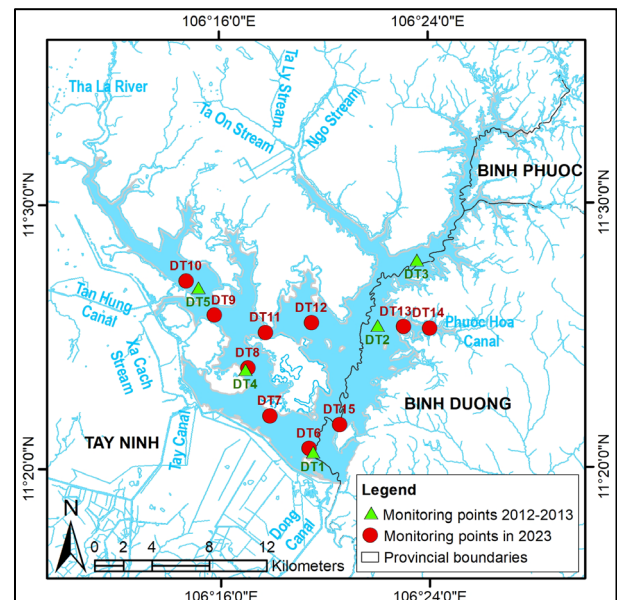 106°16'0"E 106°24'0"E
Tha La River
Ta Ly Stream
Ta On Stream
Ngo Stream
BINH PHUOC
11°30'0"N 11°30'0"N
DT3
DT10
DT5
DT9
Tan Hung
Canal
DT11
DT12
DT13 DT14
DT2
Phuoc Hoa
Canal
Xa Cach
Stream
DT8
DT4
DT7
BINH DUONG
DT15
TAY NINH
Tay Canal
DT6
DT1
11°20'0"N 11°20'0"N
Dong
Canal
Legend
Monitoring points 2012-2013
Monitoring points in 2023
Provincial boundaries
N
0 2 4 8 12
Kilometers
106°16'0"E 106°24'0"E